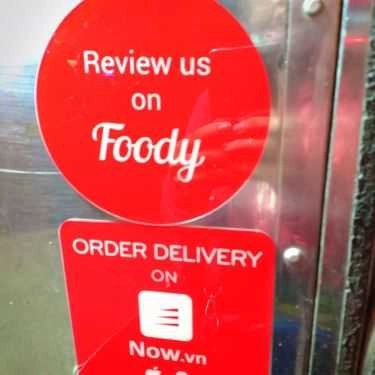 Review us
on
Foody
ORDER DELIVERY
ON
Now.vn